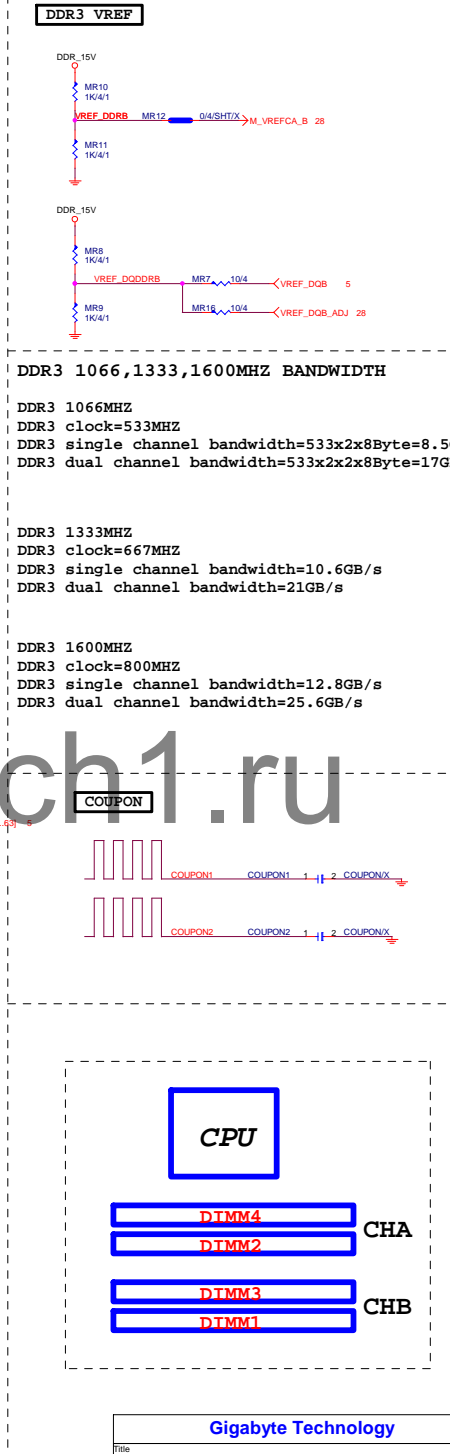 DDR3 VREF
DDR_15V
MR10
1K/4/1
VREF_DDRB MR12 0/4/SHT/X M_VREFCA_B 28
MR11
1K/4/1
DDR_15V
MR8
1K/4/1
VREF_DQDDRB MR7 10/4 VREF_DQB 5
MR9
1K/4/1
MR16 10/4 VREF_DQB_ADJ 28
DDR3 1066,1333,1600MHZ BANDWIDTH
DDR3 1066MHZ
DDR3 clock=533MHZ
DDR3 single channel bandwidth=533x2x8Byte=8.5
DDR3 dual channel bandwidth=533x2x2x8Byte=17G
DDR3 1333MHZ
DDR3 clock=667MHZ
DDR3 single channel bandwidth=10.6GB/s
DDR3 dual channel bandwidth=21GB/s
DDR3 1600MHZ
DDR3 clock=800MHZ
DDR3 single channel bandwidth=12.8GB/s
DDR3 dual channel bandwidth=25.6GB/s
ch1.ru
COUPON
..63] 5
COUPON1 COUPON1 1 2 COUPON/X
COUPON2 COUPON2 1 2 COUPON/X
CPU
DIMM4
CHA
DIMM2
DIMM3
CHB
DIMM1
Gigabyte Technology
Title